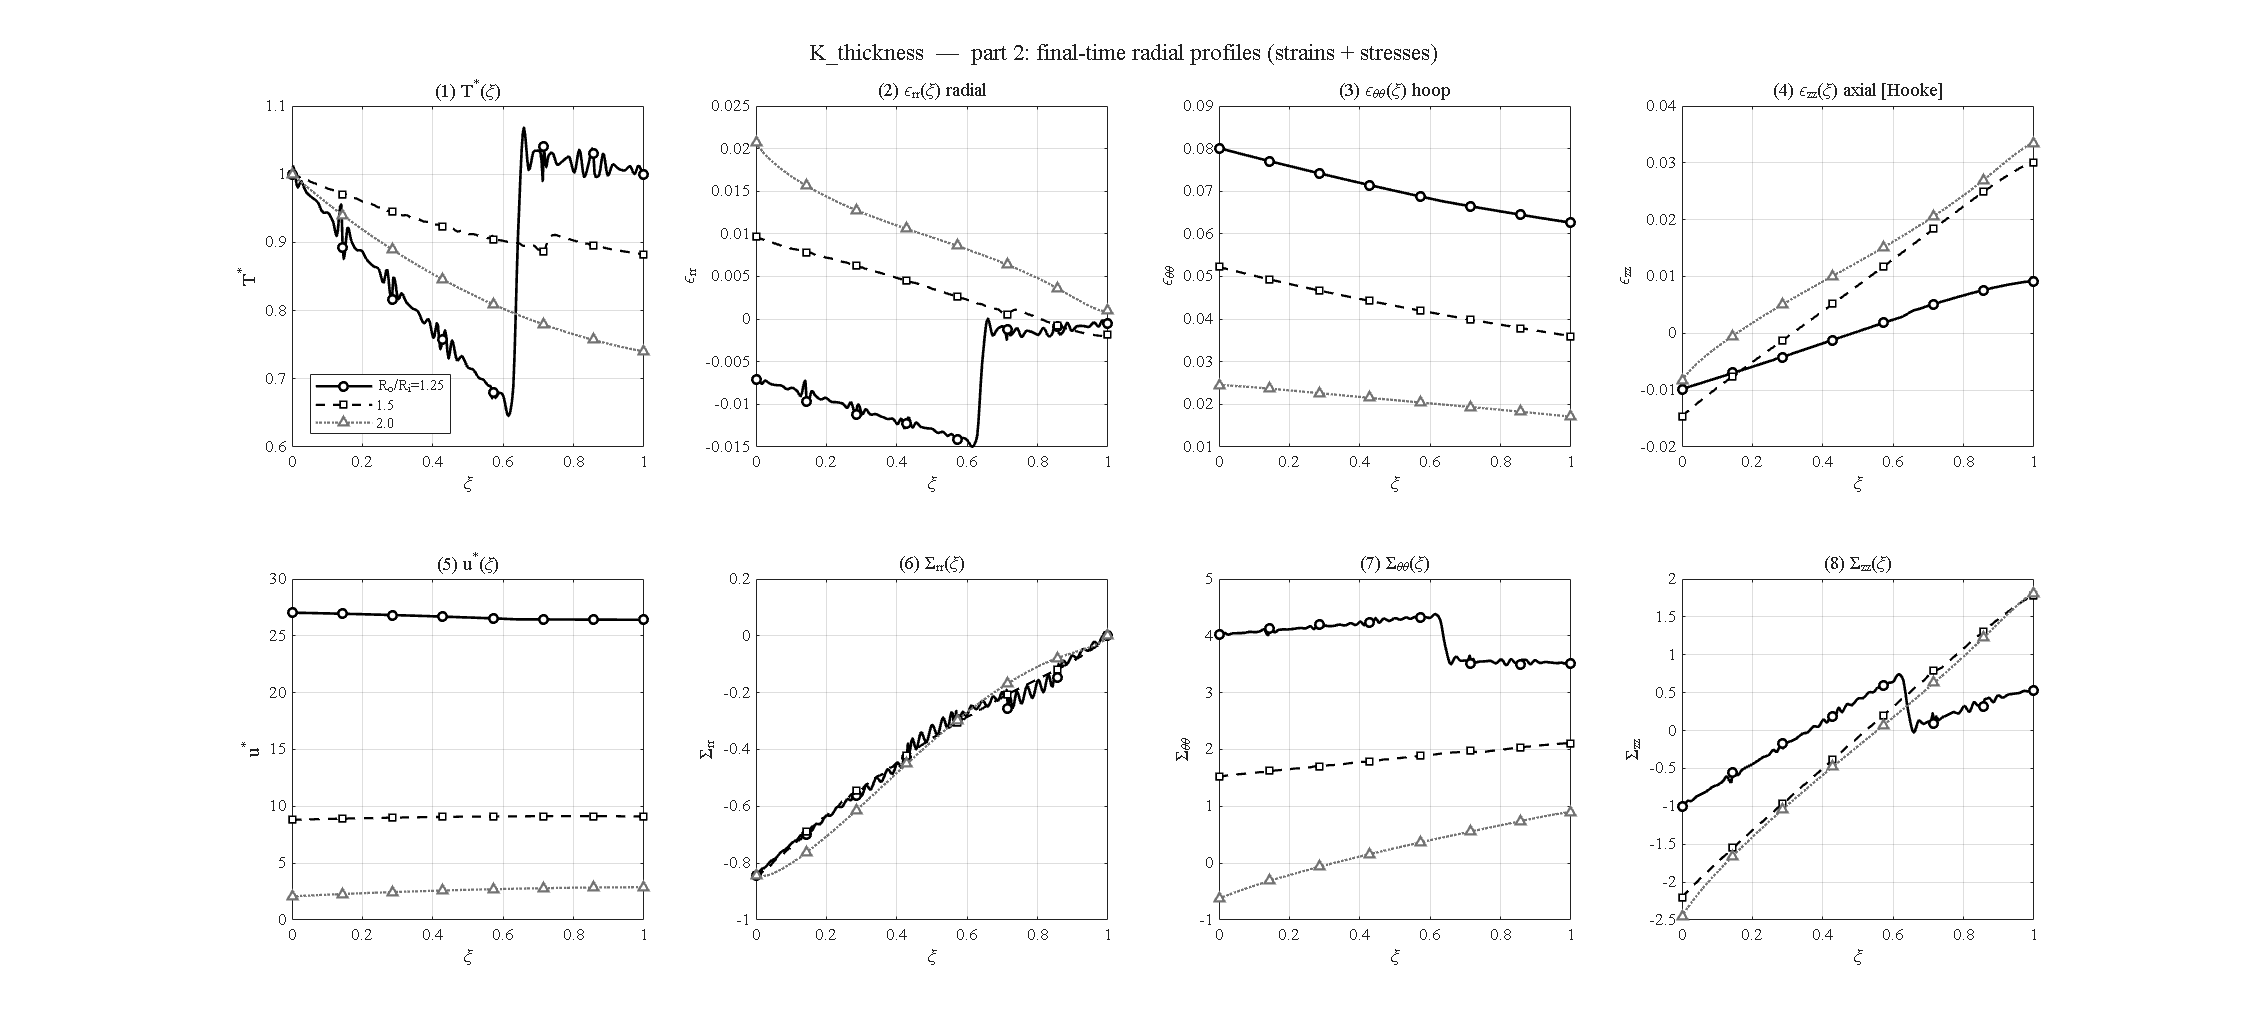 K_thickness — part 2: final-time radial profiles (strains + stresses)
(1) T*(ξ)
1.1
1
0.9
0.8
0.7
0.6
T*
Ro/Ri=1.25
1.5
2.0
0 0.2 0.4 0.6 0.8 1
ξ
(2) ϵrr(ξ) radial
0.025
0.02
0.015
0.01
0.005
0
-0.005
-0.01
-0.015
ϵrr
0 0.2 0.4 0.6 0.8 1
ξ
(3) ϵθθ(ξ) hoop
0.09
0.08
0.07
0.06
0.05
0.04
0.03
0.02
0.01
ϵθθ
0 0.2 0.4 0.6 0.8 1
ξ
(4) ϵzz(ξ) axial [Hooke]
0.04
0.03
0.02
0.01
0
-0.01
-0.02
ϵzz
0 0.2 0.4 0.6 0.8 1
ξ
(5) u*(ξ)
30
25
20
15
10
5
0
u*
0 0.2 0.4 0.6 0.8 1
ξ
(6) Σrr(ξ)
0.2
0
-0.2
-0.4
-0.6
-0.8
-1
Σrr
0 0.2 0.4 0.6 0.8 1
ξ
(7) Σθθ(ξ)
5
4
3
2
1
0
-1
Σθθ
0 0.2 0.4 0.6 0.8 1
ξ
(8) Σzz(ξ)
2
1.5
1
0.5
0
-0.5
-1
-1.5
-2
-2.5
Σzz
0 0.2 0.4 0.6 0.8 1
ξ